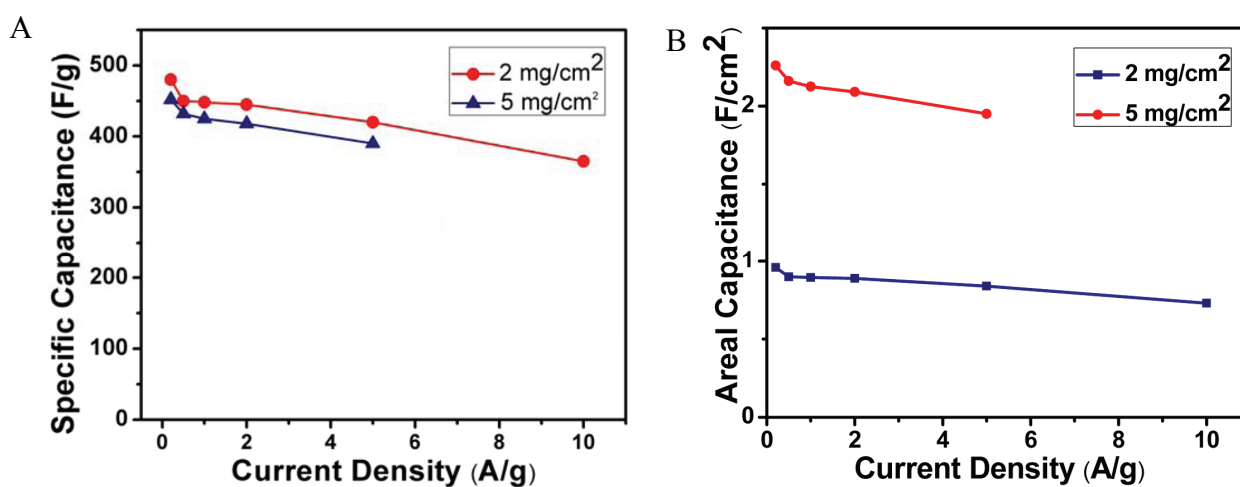 A
Specific Capacitance (F/g)
500
400
300
200
100
0
2 mg/cm²
5 mg/cm²
0
2
4
6
8
10
Current Density (A/g)
B
Areal Capacitance (F/cm²)
2
1
0
2 mg/cm²
5 mg/cm²
0
2
4
6
8
10
Current Density (A/g)